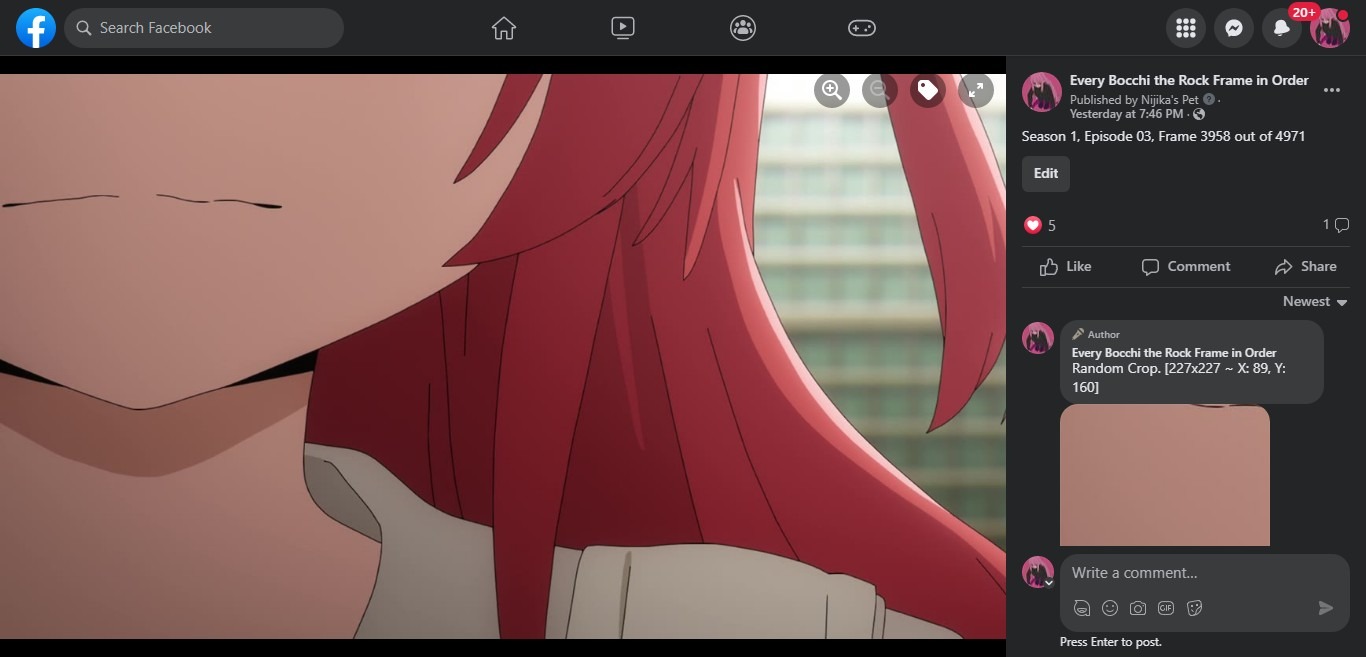 Search Facebook
20+
Every Bocchi the Rock Frame in Order
Published by Nijika's Pet ·
Yesterday at 7:46 PM ·
Season 1, Episode 03, Frame 3958 out of 4971
Edit
5
1
Like
Comment
Share
Newest
Author
Every Bocchi the Rock Frame in Order
Random Crop. [227x227 ~ X: 89, Y:
160]
Write a comment...
GIF
Press Enter to post.